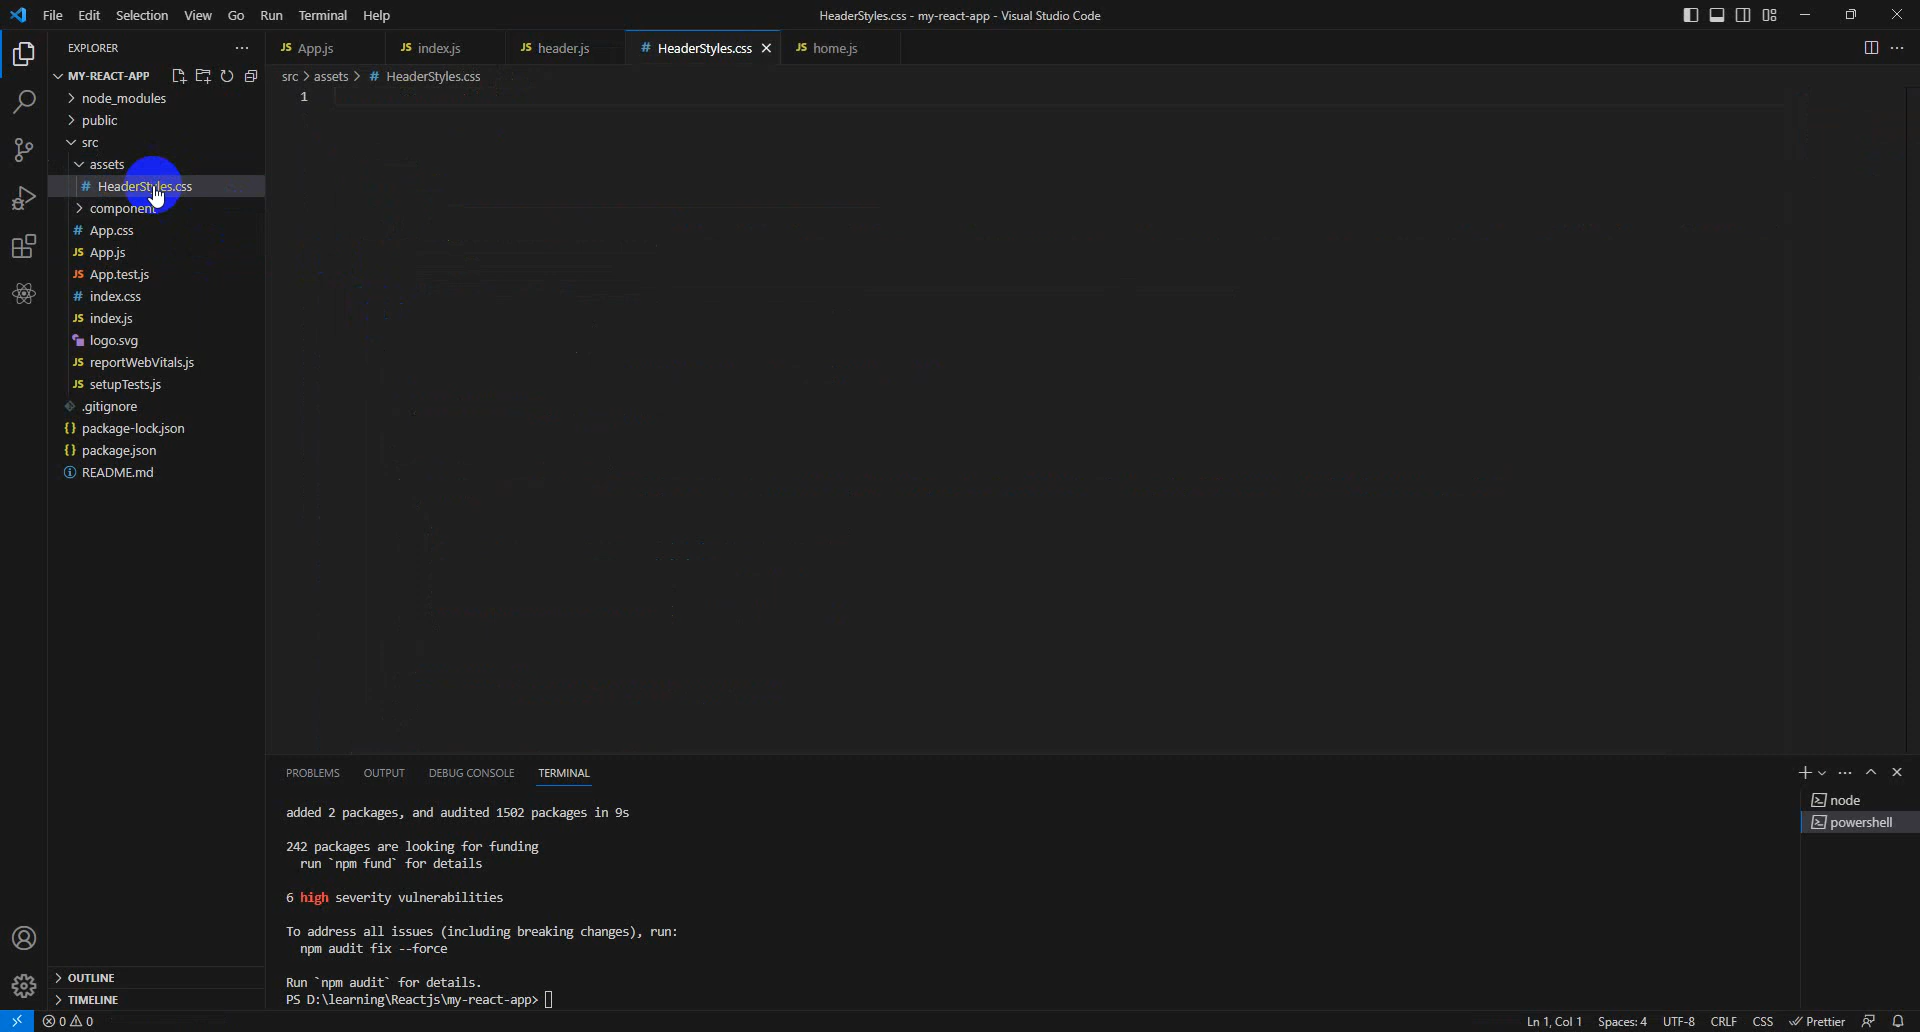 File Edit Selection View Go Run Terminal Help
HeaderStyles.css - my-react-app - Visual Studio Code
EXPLORER
MY-REACT-APP
node_modules
public
src
assets
# HeaderStyles.css
component
# App.css
JS App.js
JS App.test.js
# index.css
JS index.js
logo.svg
JS reportWebVitals.js
JS setupTests.js
.gitignore
{} package-lock.json
{} package.json
README.md
OUTLINE
TIMELINE
JS App.js JS index.js JS header.js # HeaderStyles.css JS home.js
src > assets > # HeaderStyles.css
1
PROBLEMS OUTPUT DEBUG CONSOLE TERMINAL
added 2 packages, and audited 1502 packages in 9s
242 packages are looking for funding
run `npm fund` for details
6 high severity vulnerabilities
To address all issues (including breaking changes), run:
npm audit fix --force
Run `npm audit` for details.
PS D:\learning\Reactjs\my-react-app>
node
powershell
0 0
Ln 1, Col 1 Spaces: 4 UTF-8 CRLF CSS Prettier